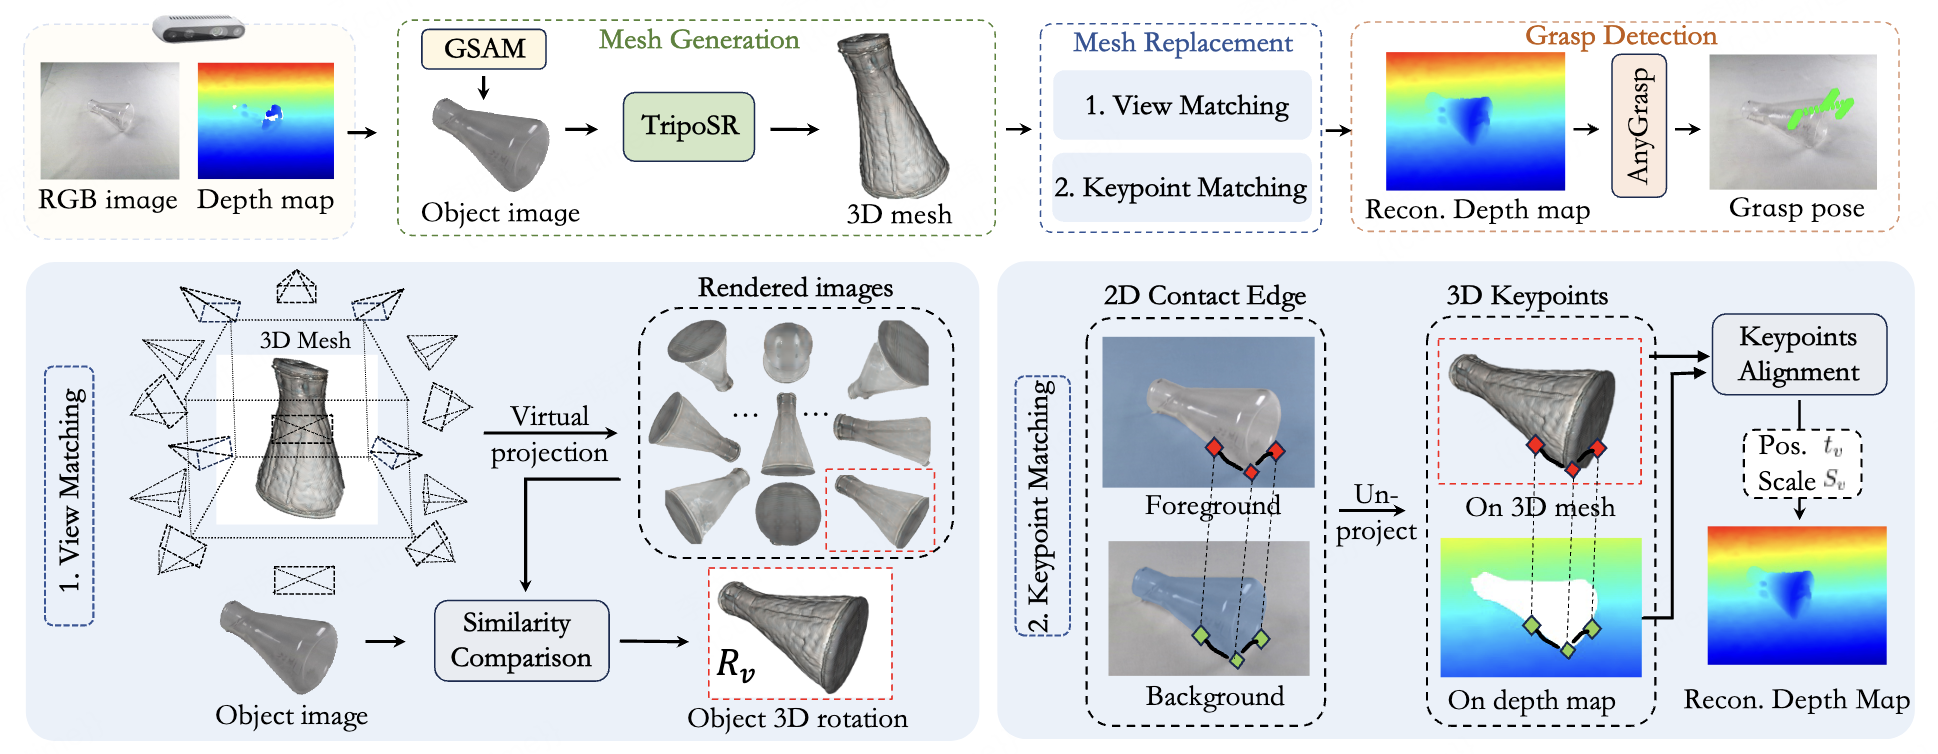 RGB image
Depth map
Mesh Generation
GSAM
Object image
TripoSR
3D mesh
Mesh Replacement
1. View Matching
2. Keypoint Matching
Grasp Detection
Recon. Depth map
AnyGrasp
Grasp pose
1. View Matching
3D Mesh
Virtual
projection
Rendered images
Object image
Similarity
Comparison
Rv
Object 3D rotation
2. Keypoint Matching
2D Contact Edge
Foreground
Background
Un-
project
3D Keypoints
On 3D mesh
On depth map
Keypoints
Alignment
Pos. tv
Scale Sv
Recon. Depth Map